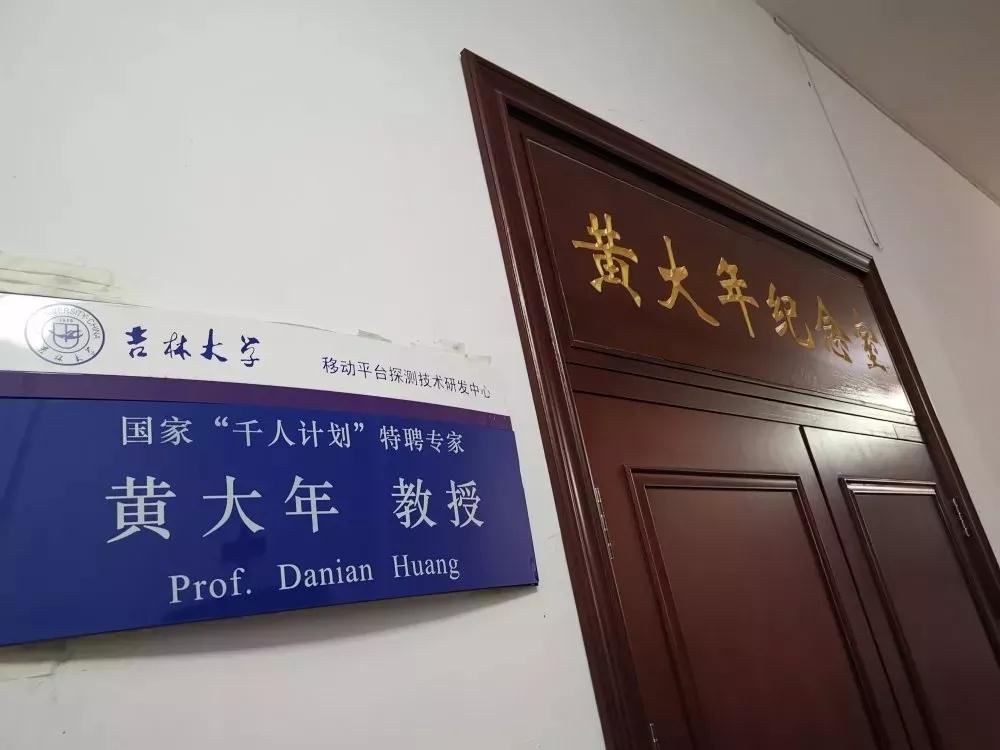 吉林大学
移动平台探测技术研发中心
国家“千人计划”特聘专家
黄大年 教授
Prof. Danian Huang
黄大年纪念室